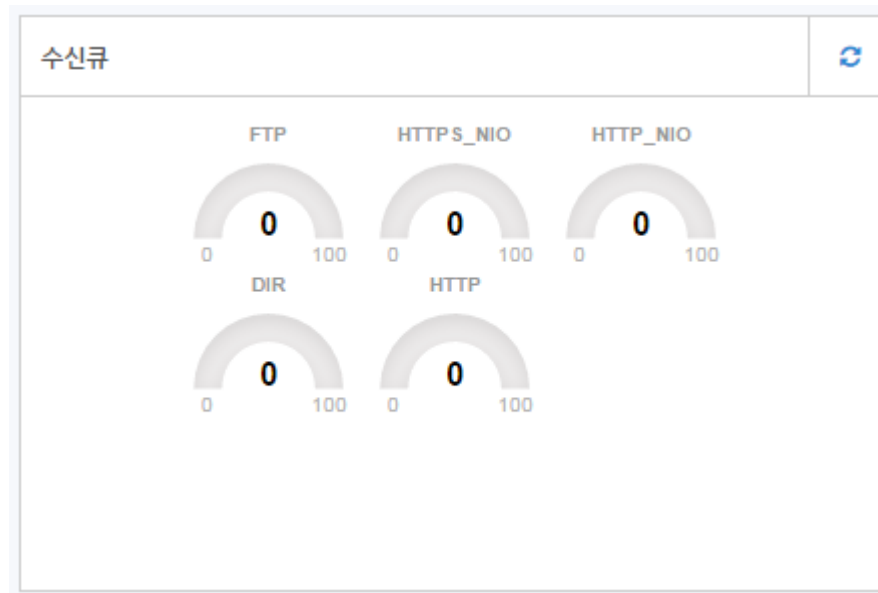 수신큐
FTP HTTPS_NIO HTTP_NIO
0 0 0
0 100 0 100 0 100
DIR HTTP
0 0
0 100 0 100